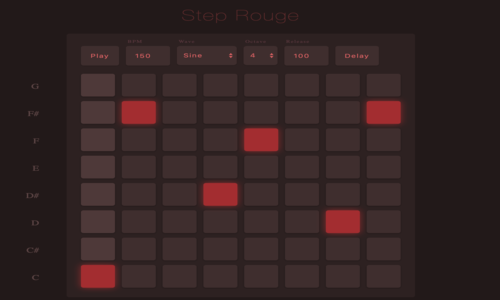 Step Rouge
BPM Wave Octave Release
Play 150 Sine 4 100 Delay
G
F#
F
E
D#
D
C#
C